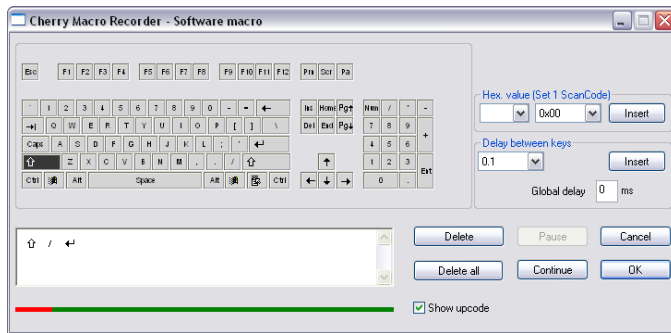 Cherry Macro Recorder - Software macro
Esc F1 F2 F3 F4 F5 F6 F7 F8 F9 F10 F11 F12 Prn Scr Pa
` 1 2 3 4 5 6 7 8 9 0 - = ← Ins Home Pg↑ Num / * -
→| Q W E R T Y U I O P [ ] \ Del End Pg↓ 7 8 9 +
Caps A S D F G H J K L ; ' ↵ 4 5 6
⇧ Z X C V B N M , . / ⇧ ↑ 1 2 3 Ent
Ctrl Alt Space Alt Ctrl ← ↓ → 0 .
Hex. value (Set 1 ScanCode)
0x00 Insert
Delay between keys
0.1 Insert
Global delay 0 ms
⇧ / ↵
Delete Pause Cancel
Delete all Continue OK
Show upcode